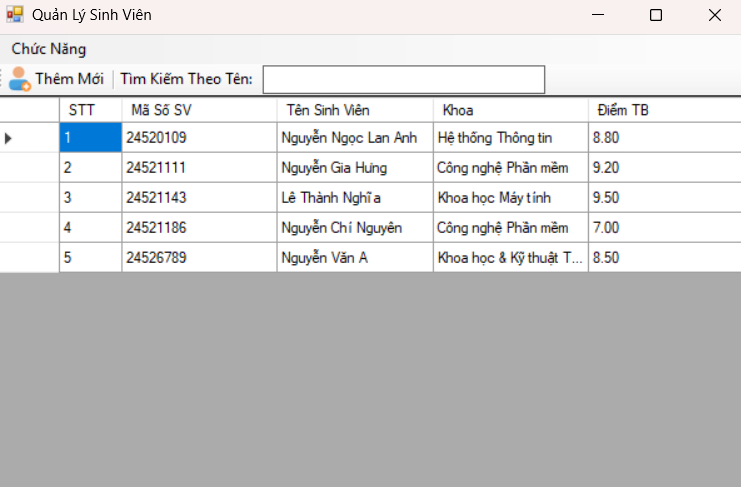 Quản Lý Sinh Viên
Chức Năng
Thêm Mới Tìm Kiếm Theo Tên:
STT Mã Số SV Tên Sinh Viên Khoa Điểm TB
1 24520109 Nguyễn Ngọc Lan Anh Hệ thống Thông tin 8.80
2 24521111 Nguyễn Gia Hưng Công nghệ Phần mềm 9.20
3 24521143 Lê Thành Nghĩa Khoa học Máy tính 9.50
4 24521186 Nguyễn Chí Nguyên Công nghệ Phần mềm 7.00
5 24526789 Nguyễn Văn A Khoa học & Kỹ thuật T... 8.50